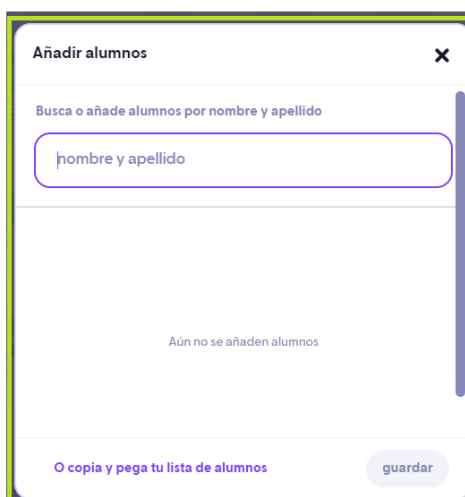 Añadir alumnos
Busca o añade alumnos por nombre y apellido
nombre y apellido
Aún no se añaden alumnos
O copia y pega tu lista de alumnos
guardar